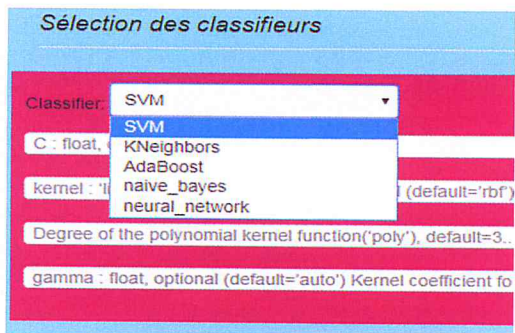 Sélection des classifieurs
Classifier: SVM
SVM
KNeighbors
AdaBoost
naive_bayes
neural_network
C : float,
kernel : 'li (default='rbf')
Degree of the polynomial kernel function('poly'), default=3..
gamma : float, optional (default='auto') Kernel coefficient fo